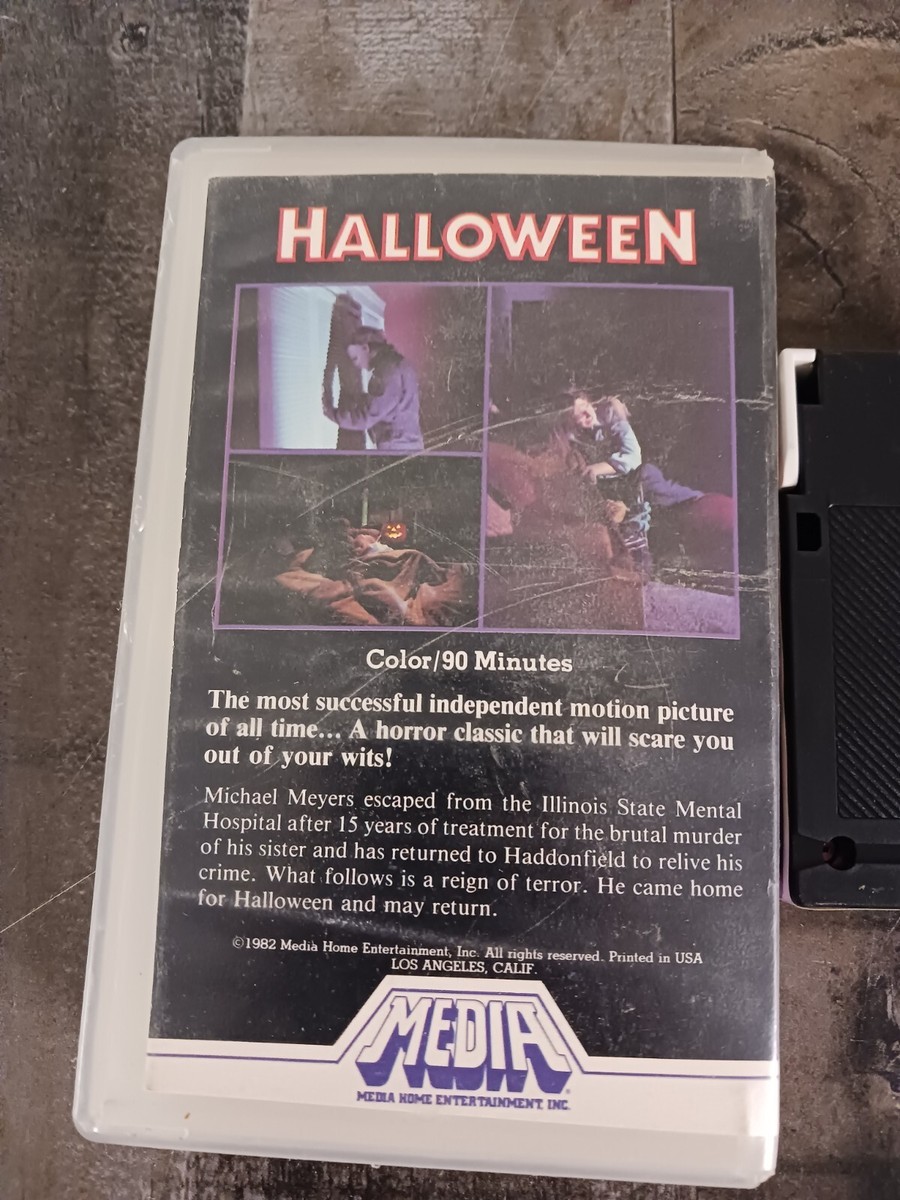 HALLOWEEN
Color/90 Minutes
The most successful independent motion picture
of all time... A horror classic that will scare you
out of your wits!
Michael Meyers escaped from the Illinois State Mental
Hospital after 15 years of treatment for the brutal murder
of his sister and has returned to Haddonfield to relive his
crime. What follows is a reign of terror. He came home
for Halloween and may return.
©1982 Media Home Entertainment, Inc. All rights reserved. Printed in USA
LOS ANGELES, CALIF.
MEDIA
MEDIA HOME ENTERTAINMENT, INC.